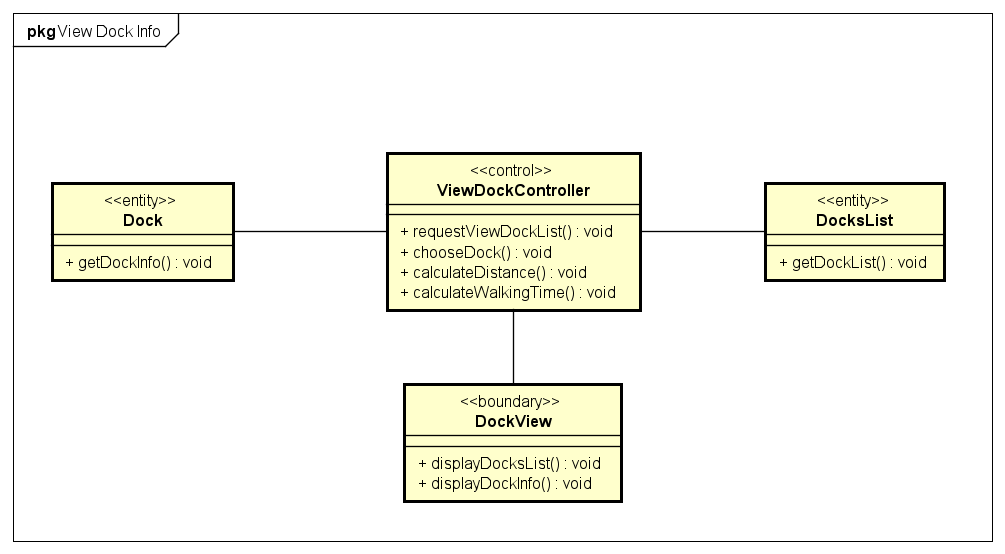 pkg View Dock Info
<<entity>>
Dock
+ getDockInfo() : void
<<control>>
ViewDockController
+ requestViewDockList() : void
+ chooseDock() : void
+ calculateDistance() : void
+ calculateWalkingTime() : void
<<entity>>
DocksList
+ getDockList() : void
<<boundary>>
DockView
+ displayDocksList() : void
+ displayDockInfo() : void